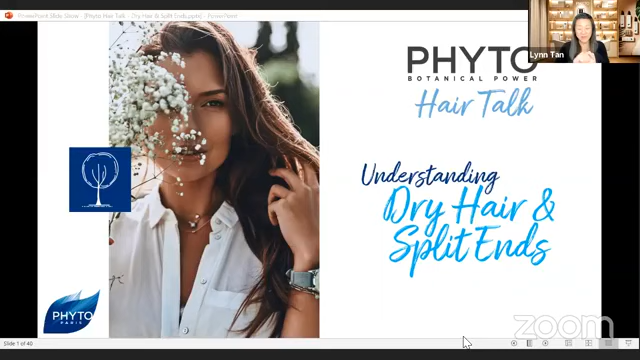 PowerPoint Slide Show - [Phyto Hair Talk - Dry Hair & Split Ends.pptx] - PowerPoint
Lynn Tan
PHYTO
BOTANICAL POWER
Hair Talk
Understanding
Dry Hair &
Split Ends
PHYTO
PARIS
zoom
Slide 1 of 40